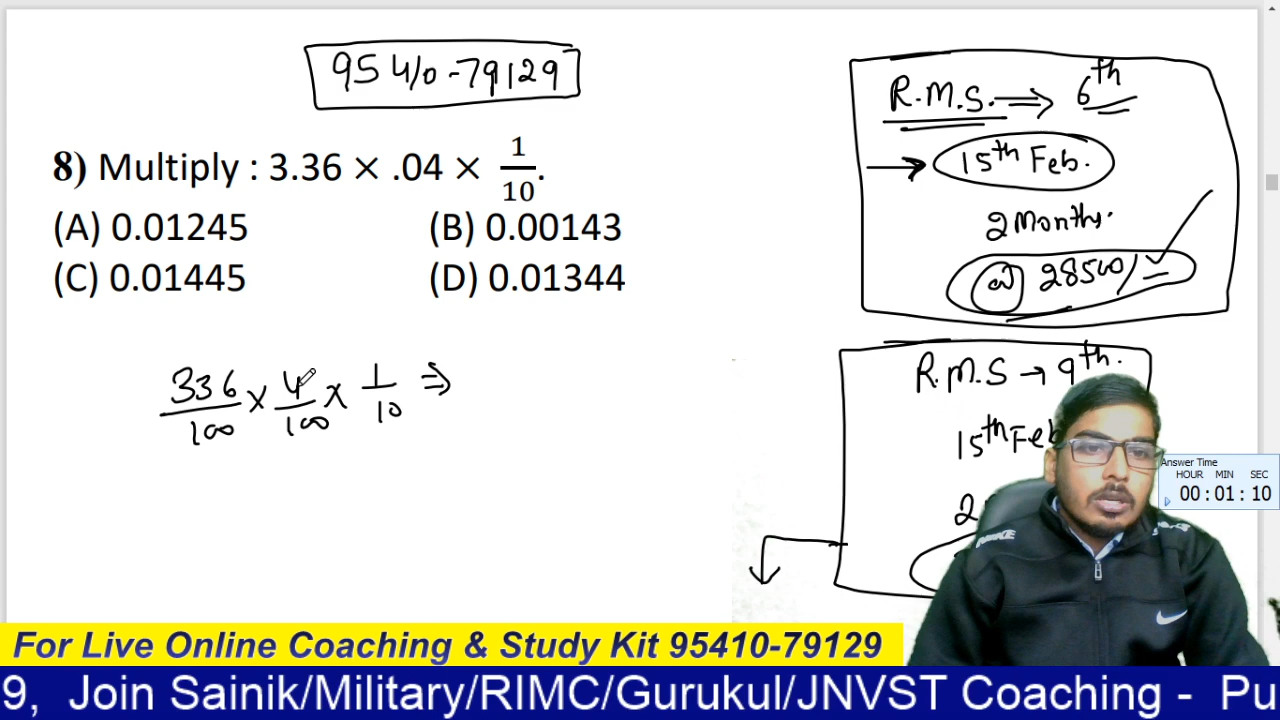 95410-79129
8) Multiply : 3.36 × .04 × 1/10.
(A) 0.01245 (B) 0.00143
(C) 0.01445 (D) 0.01344
336/100 × 4/100 × 1/10 ⇒
R.M.S. ⇒ 6th
→ 15th Feb.
2 Months.
28500/=
R.M.S → 9th.
15th Feb
2
Answer Time
HOUR MIN SEC
00:01:10
NIKE
For Live Online Coaching & Study Kit 95410-79129
9, Join Sainik/Military/RIMC/Gurukul/JNVST Coaching - Pu